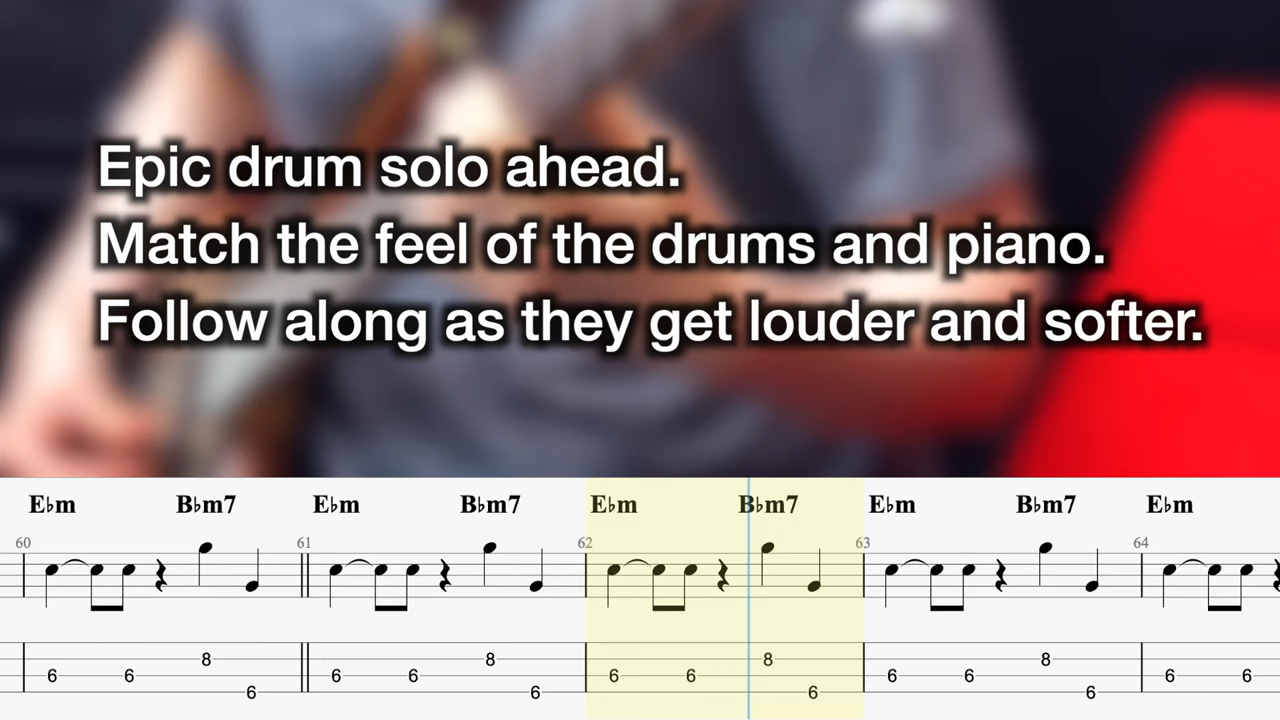 Epic drum solo ahead.
Match the feel of the drums and piano.
Follow along as they get louder and softer.
E♭m B♭m7 E♭m B♭m7 E♭m B♭m7 E♭m B♭m7 E♭m
60 61 62 63 64
8 8 8 8
6 6 6 6 6 6 6 6 6 6
6 6 6 6